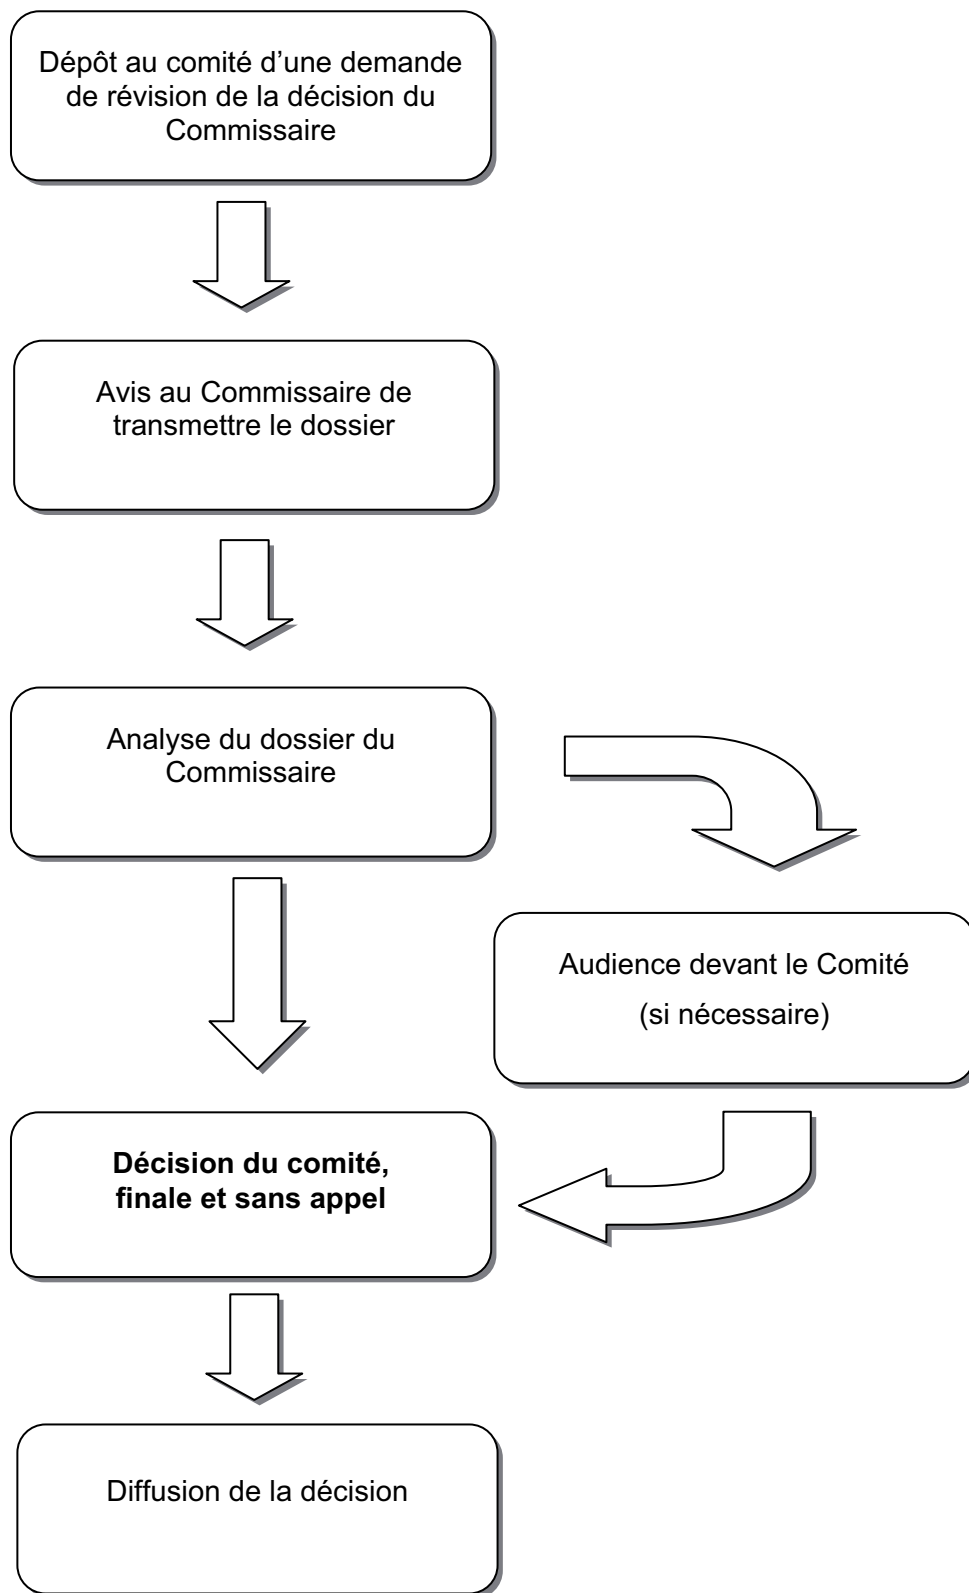 Dépôt au comité d’une demande
de révision de la décision du
Commissaire
Avis au Commissaire de
transmettre le dossier
Analyse du dossier du
Commissaire
Audience devant le Comité
(si nécessaire)
Décision du comité,
finale et sans appel
Diffusion de la décision